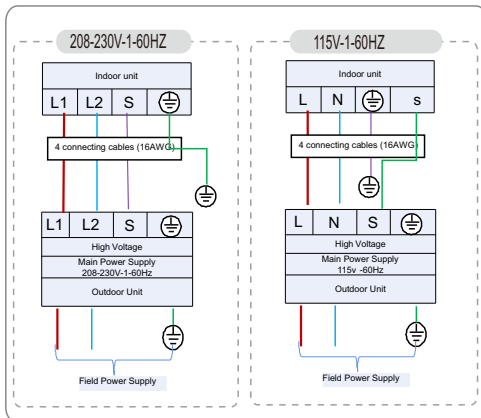 208-230V-1-60HZ
Indoor unit
L1 L2 S
4 connecting cables (16AWG)
L1 L2 S
High Voltage
Main Power Supply
208-230V-1-60Hz
Outdoor Unit
Field Power Supply
115V-1-60HZ
Indoor unit
L N s
4 connecting cables (16AWG)
L N S
High Voltage
Main Power Supply
115v -60Hz
Outdoor Unit
Field Power Supply